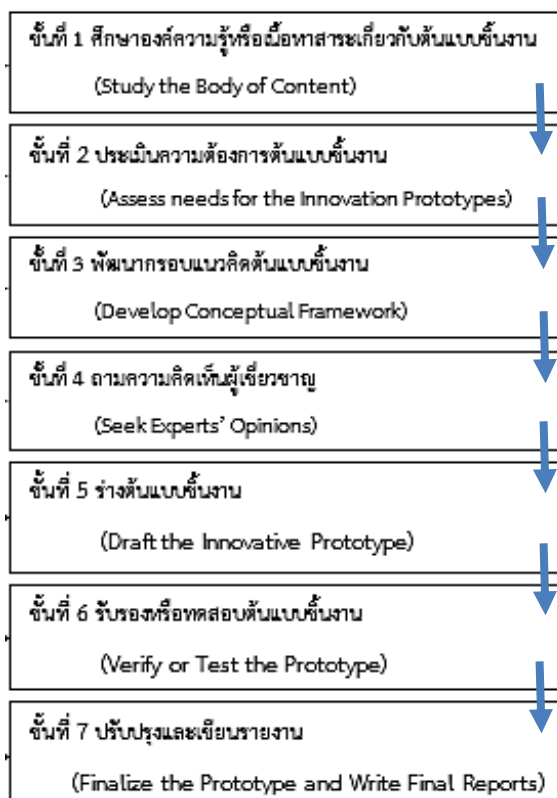 ขั้นที่ 1 ศึกษาองค์ความรู้หรือเนื้อหาสาระเกี่ยวกับต้นแบบชิ้นงาน
(Study the Body of Content)
ขั้นที่ 2 ประเมินความต้องการต้นแบบชิ้นงาน
(Assess needs for the Innovation Prototypes)
ขั้นที่ 3 พัฒนากรอบแนวคิดต้นแบบชิ้นงาน
(Develop Conceptual Framework)
ขั้นที่ 4 ถามความคิดเห็นผู้เชี่ยวชาญ
(Seek Experts’ Opinions)
ขั้นที่ 5 ร่างต้นแบบชิ้นงาน
(Draft the Innovative Prototype)
ขั้นที่ 6 รับรองหรือทดสอบต้นแบบชิ้นงาน
(Verify or Test the Prototype)
ขั้นที่ 7 ปรับปรุงและเขียนรายงาน
(Finalize the Prototype and Write Final Reports)